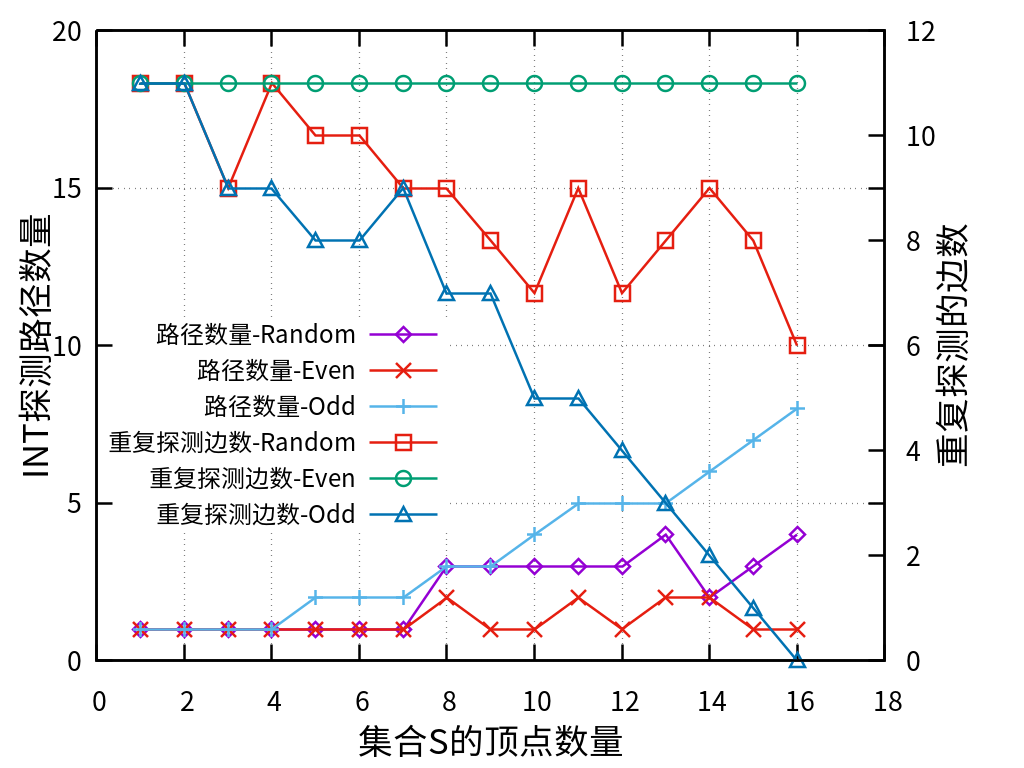 20
15
10
5
0
12
10
8
6
4
2
0
INT探测路径数量
重复探测的边数
路径数量-Random
路径数量-Even
路径数量-Odd
重复探测边数-Random
重复探测边数-Even
重复探测边数-Odd
0 2 4 6 8 10 12 14 16 18
集合S的顶点数量